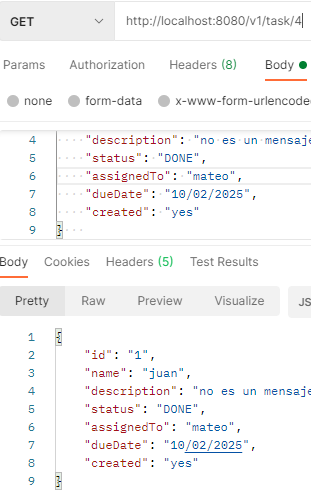 GET http://localhost:8080/v1/task/4
Params Authorization Headers (8) Body
none form-data x-www-form-urlencode
4 "description": "no es un mensaje
5 "status": "DONE",
6 "assignedTo": "mateo",
7 "dueDate": "10/02/2025",
8 "created": "yes"
9 }
Body Cookies Headers (5) Test Results
Pretty Raw Preview Visualize JS
1 {
2 "id": "1",
3 "name": "juan",
4 "description": "no es un mensaje
5 "status": "DONE",
6 "assignedTo": "mateo",
7 "dueDate": "10/02/2025",
8 "created": "yes"
9 }